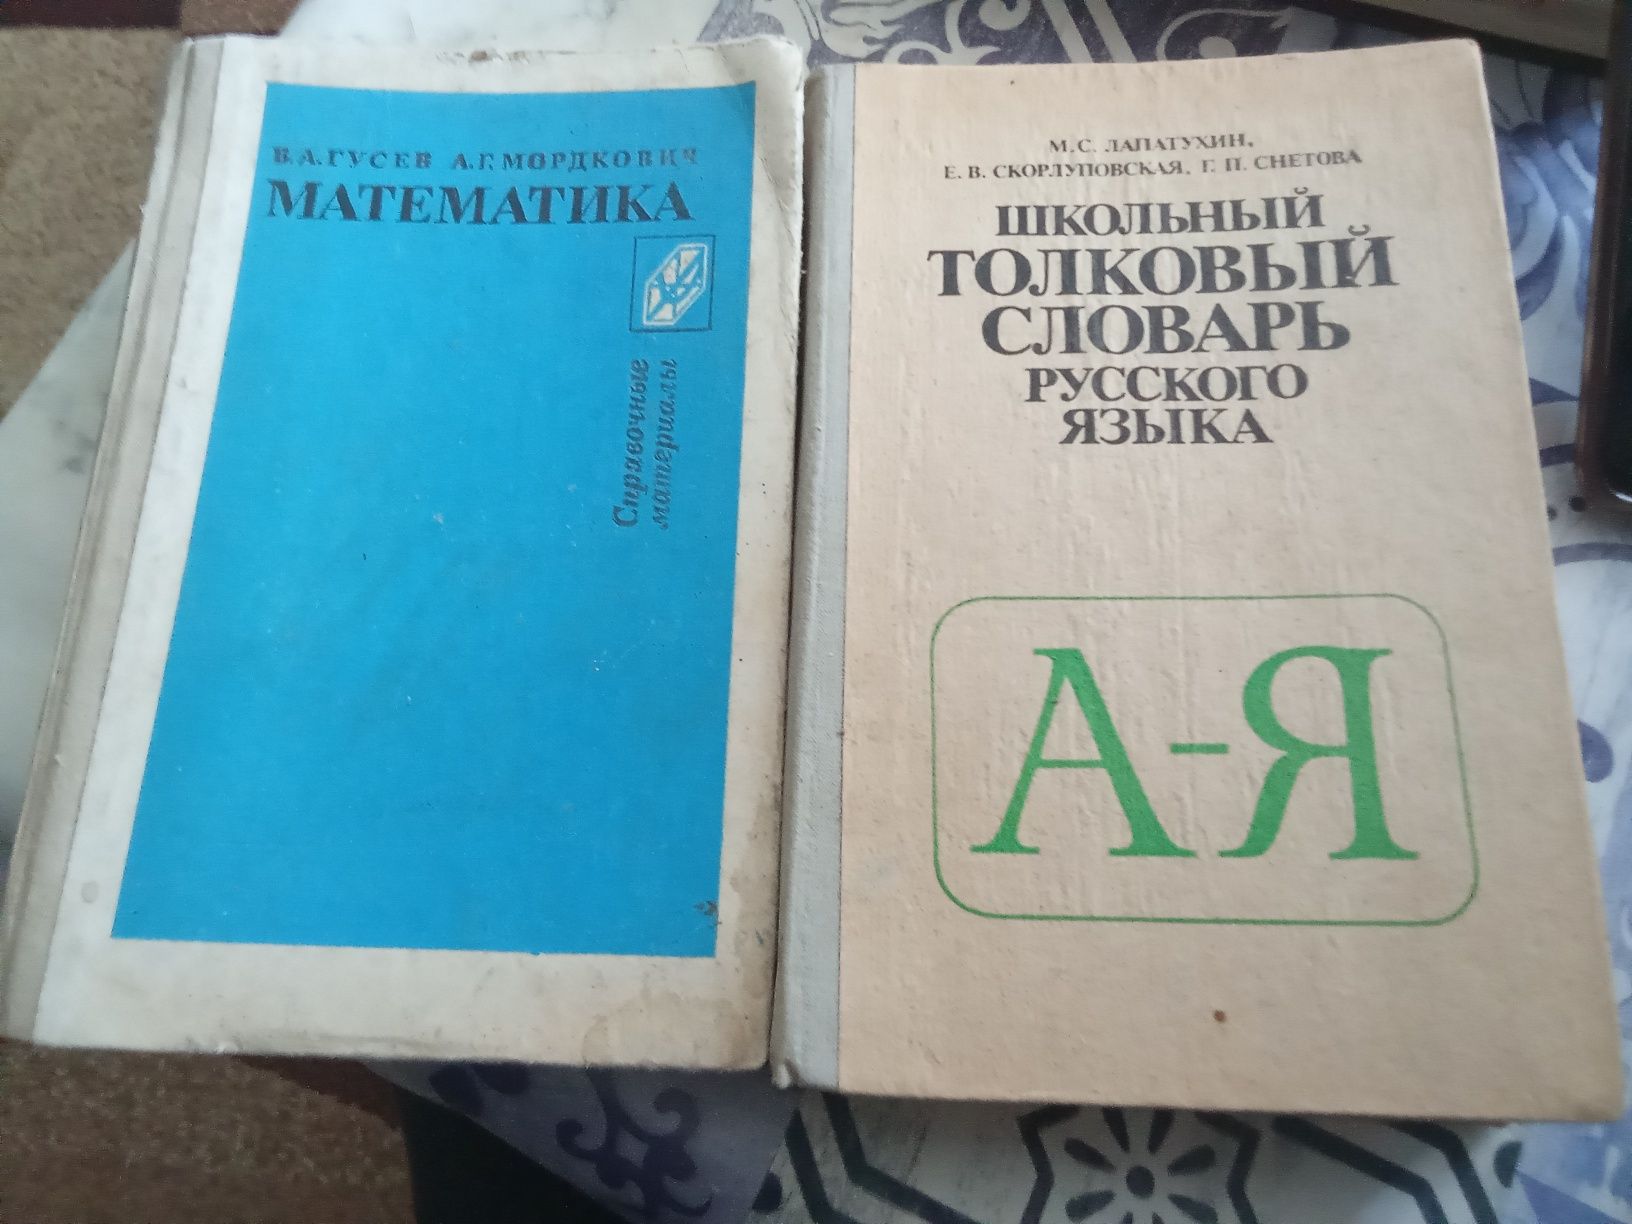 В.А.ГУСЕВ А.Г.МОРДКОВИЧ
МАТЕМАТИКА
Справочные
материалы
М.С. ЛАПАТУХИН,
Е. В. СКОРЛУПОВСКАЯ, Г. П. СНЕТОВА
ШКОЛЬНЫЙ
ТОЛКОВЫЙ
СЛОВАРЬ
РУССКОГО
ЯЗЫКА
А-Я